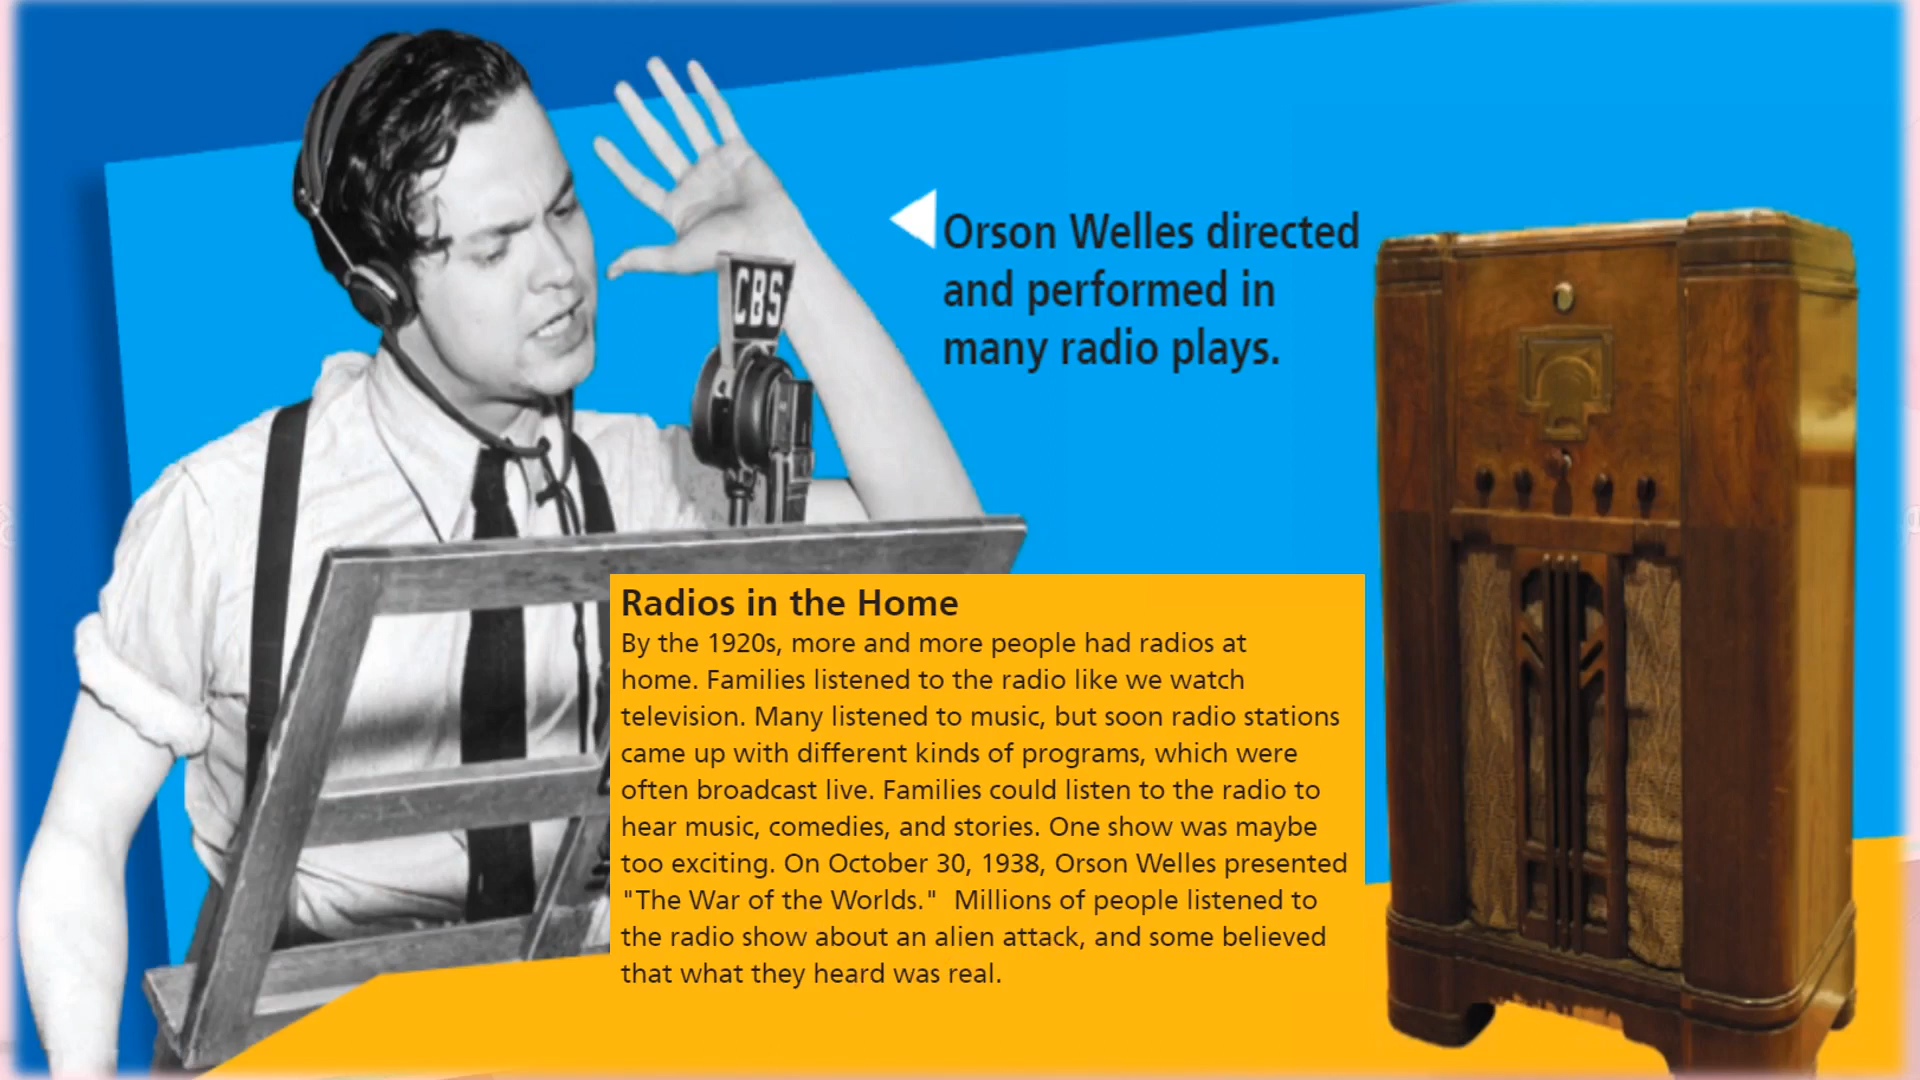 CBS
Orson Welles directed
and performed in
many radio plays.
Radios in the Home
By the 1920s, more and more people had radios at
home. Families listened to the radio like we watch
television. Many listened to music, but soon radio stations
came up with different kinds of programs, which were
often broadcast live. Families could listen to the radio to
hear music, comedies, and stories. One show was maybe
too exciting. On October 30, 1938, Orson Welles presented
"The War of the Worlds."  Millions of people listened to
the radio show about an alien attack, and some believed
that what they heard was real.